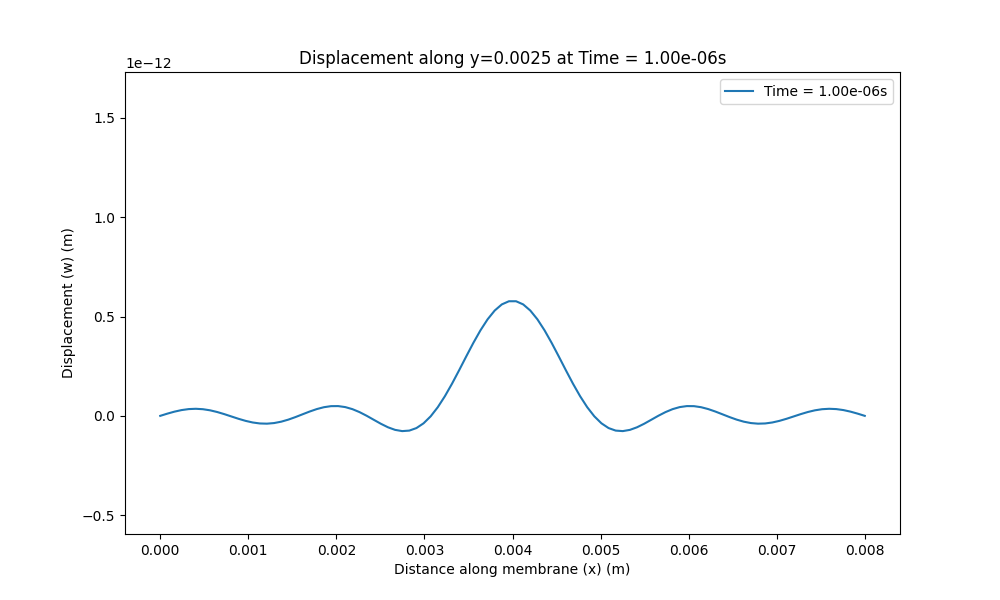 Displacement along y=0.0025 at Time = 1.00e-06s
1e−12
Time = 1.00e-06s
1.5
1.0
0.5
0.0
−0.5
Displacement (w) (m)
0.000 0.001 0.002 0.003 0.004 0.005 0.006 0.007 0.008
Distance along membrane (x) (m)